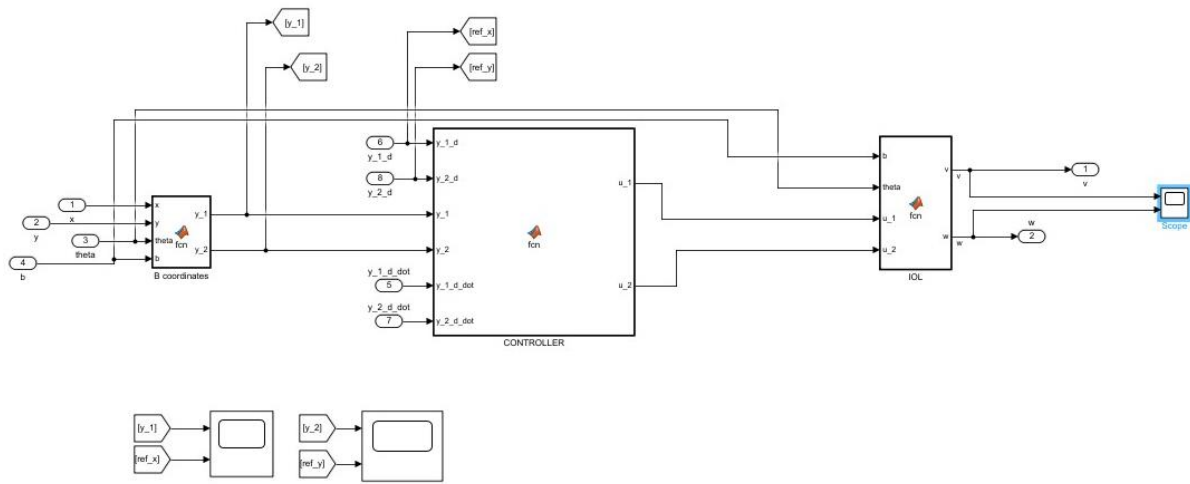 [y_1]
[ref_x]
[y_2]
[ref_y]
6
y_1_d
y_1_d
8
y_2_d
y_2_d
u_1
b
v
v
1
v
theta
1
x
x
y_1
y_1
fcn
Scope
2
y
y
fcn
fcn
u_1
w
3
theta
theta
w
w
2
4
b
b
y_2
y_2
u_2
B coordinates
IOL
y_1_d_dot
5
y_1_d_dot
u_2
y_2_d_dot
7
y_2_d_dot
CONTROLLER
[y_1]
[y_2]
[ref_x]
[ref_y]